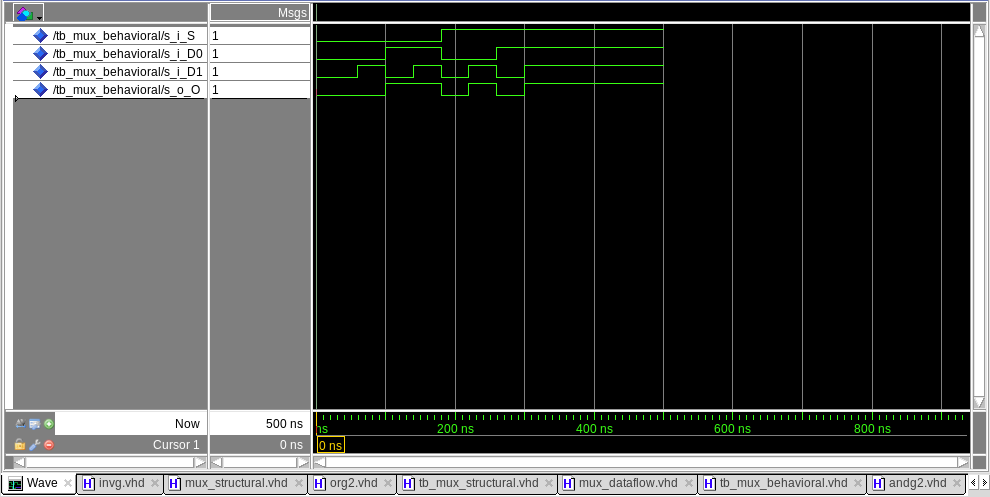 Msgs
/tb_mux_behavioral/s_i_S 1
/tb_mux_behavioral/s_i_D0 1
/tb_mux_behavioral/s_i_D1 1
/tb_mux_behavioral/s_o_O 1
Now 500 ns ns 200 ns 400 ns 600 ns 800 ns
Cursor 1 0 ns 0 ns
Wave invg.vhd mux_structural.vhd org2.vhd tb_mux_structural.vhd mux_dataflow.vhd tb_mux_behavioral.vhd andg2.vhd